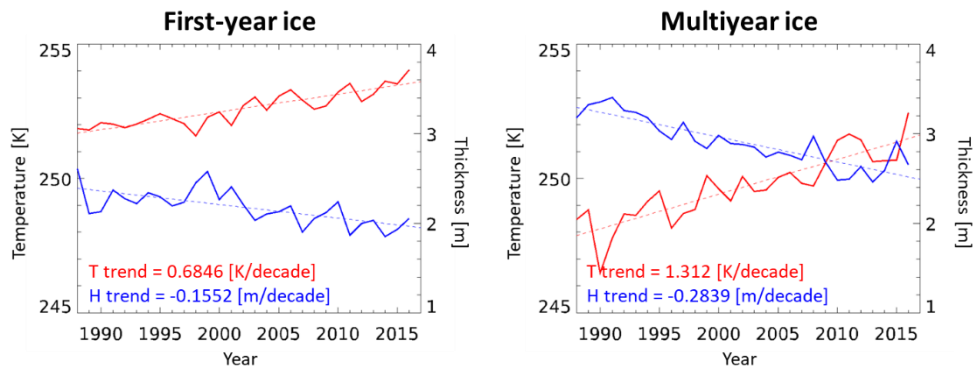 First-year ice
255
250
245
Temperature [K]
4
3
2
1
Thickness [m]
T trend = 0.6846 [K/decade]
H trend = -0.1552 [m/decade]
1990 1995 2000 2005 2010 2015
Year
Multiyear ice
255
250
245
Temperature [K]
4
3
2
1
Thickness [m]
T trend = 1.312 [K/decade]
H trend = -0.2839 [m/decade]
1990 1995 2000 2005 2010 2015
Year